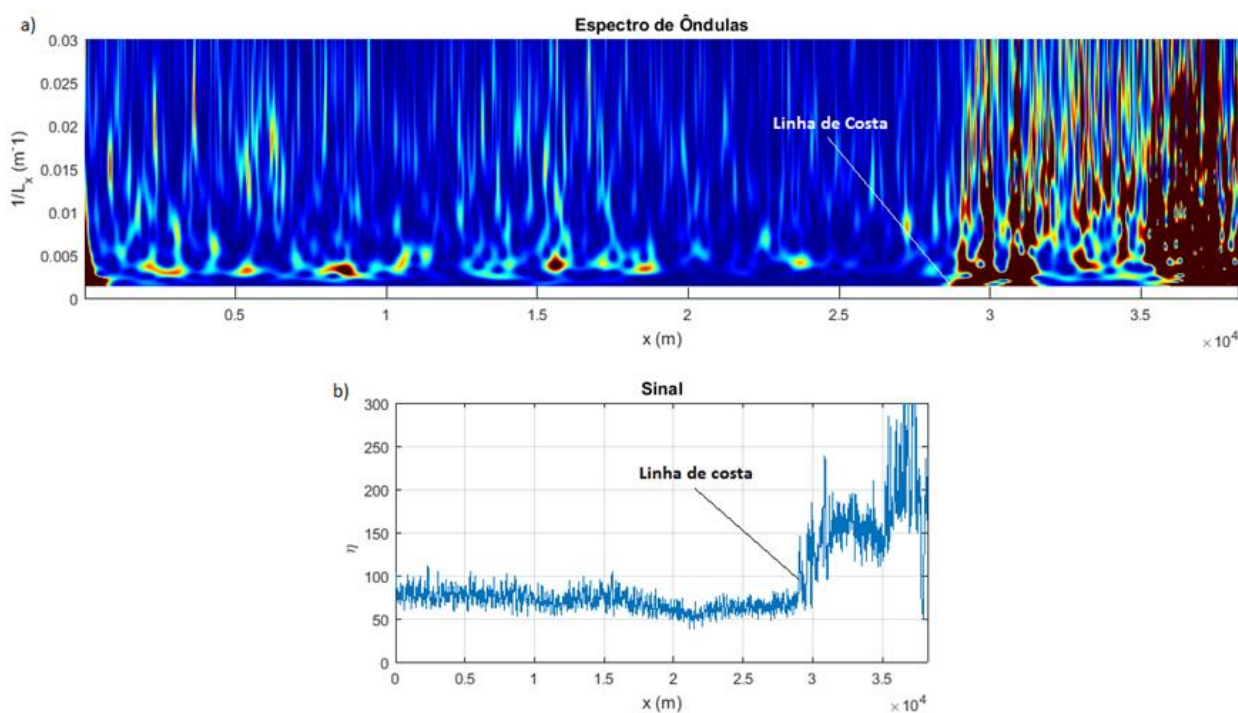 a)
Espectro de Ôndulas
0.03
0.025
0.02
0.015
0.01
0.005
0
1/L_x (m^-1)
Linha de Costa
0.5 1 1.5 2 2.5 3 3.5
x (m)
×10^4
b)
Sinal
300
250
200
150
100
50
0
η
Linha de costa
0 0.5 1 1.5 2 2.5 3 3.5
x (m)
×10^4